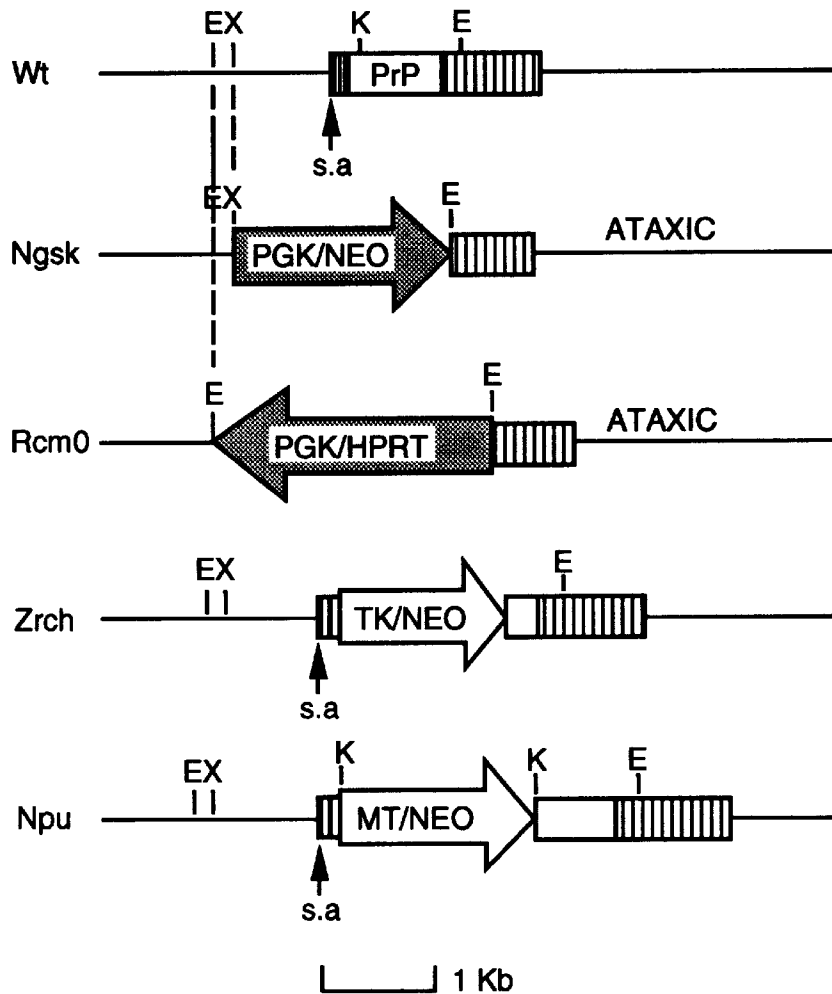 EX
K
E
Wt
PrP
s.a
EX
E
Ngsk
PGK/NEO
ATAXIC
E
E
Rcm0
PGK/HPRT
ATAXIC
EX
E
Zrch
TK/NEO
s.a
EX
K
K
E
Npu
MT/NEO
s.a
1 Kb